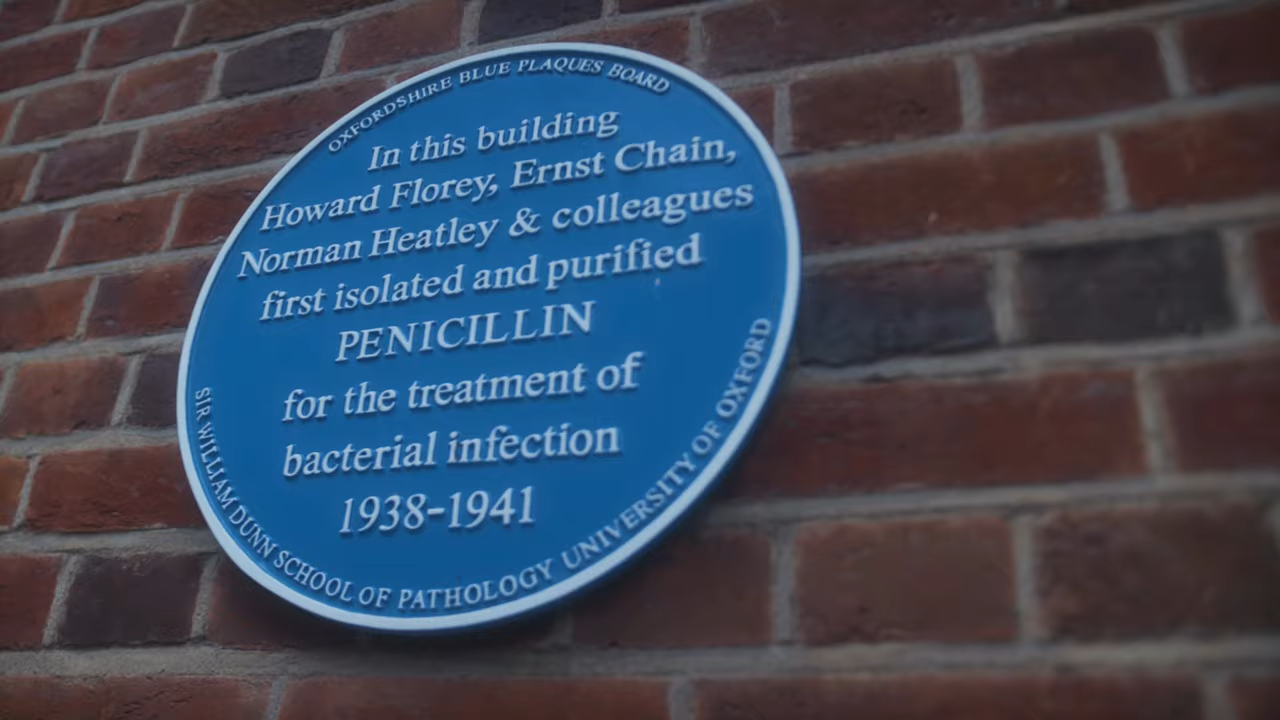 OXFORDSHIRE BLUE PLAQUES BOARD
In this building
Howard Florey, Ernst Chain,
Norman Heatley & colleagues
first isolated and purified
PENICILLIN
for the treatment of
bacterial infection
1938-1941
SIR WILLIAM DUNN SCHOOL OF PATHOLOGY UNIVERSITY OF OXFORD